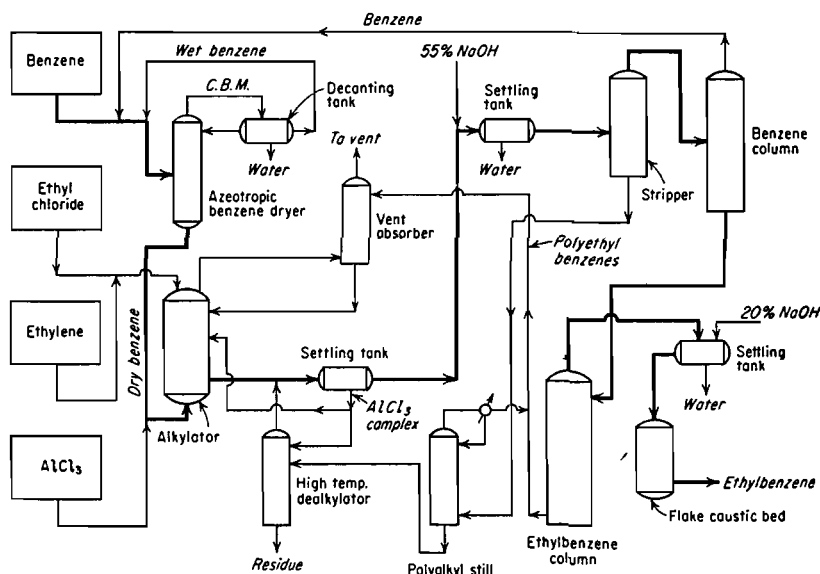 Benzene
Wet benzene
55% NaOH
Benzene
C.B.M.
Decanting
tank
Settling
tank
To vent
Water
Water
Benzene
column
Ethyl
chloride
Azeotropic
benzene dryer
Vent
absorber
Stripper
Polyethyl
benzenes
Ethylene
Dry benzene
20% NaOH
Settling tank
Settling
tank
AlCl3
complex
Water
Alkylator
AlCl3
High temp.
dealkylator
Ethylbenzene
Flake caustic bed
Residue
Polyalkyl still
Ethylbenzene
column